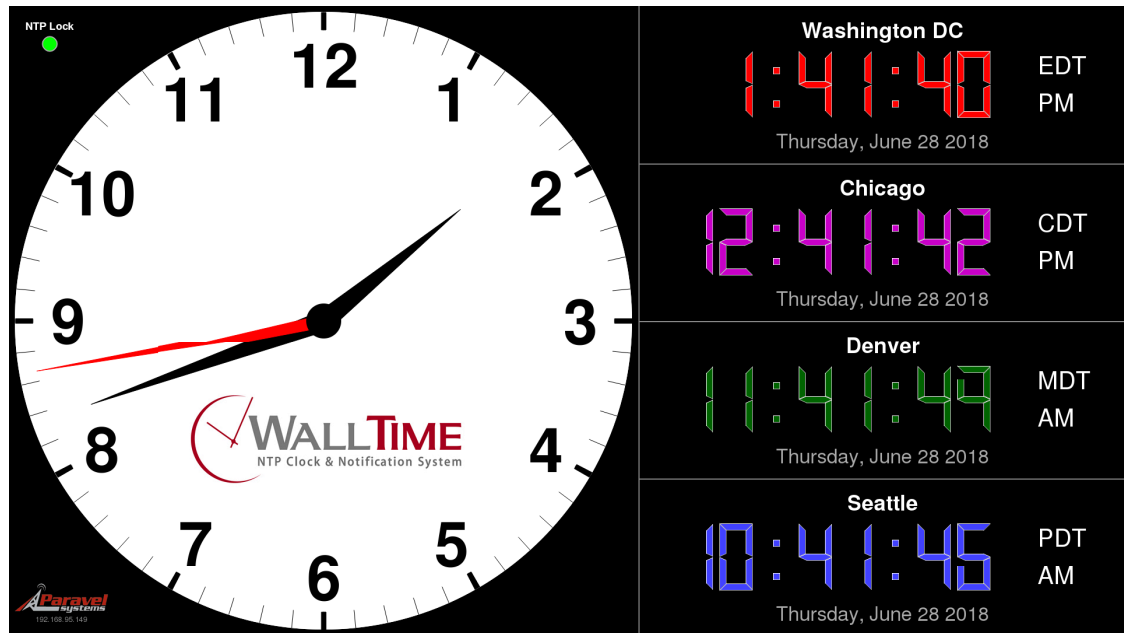 NTP Lock
12
11
1
10
2
9
3
8
4
7
5
6
WALLTIME
NTP Clock & Notification System
Paravel
systems
192.168.95.149
Washington DC
1:41:40
EDT
PM
Thursday, June 28 2018
Chicago
12:41:42
CDT
PM
Thursday, June 28 2018
Denver
11:41:49
MDT
AM
Thursday, June 28 2018
Seattle
10:41:46
PDT
AM
Thursday, June 28 2018